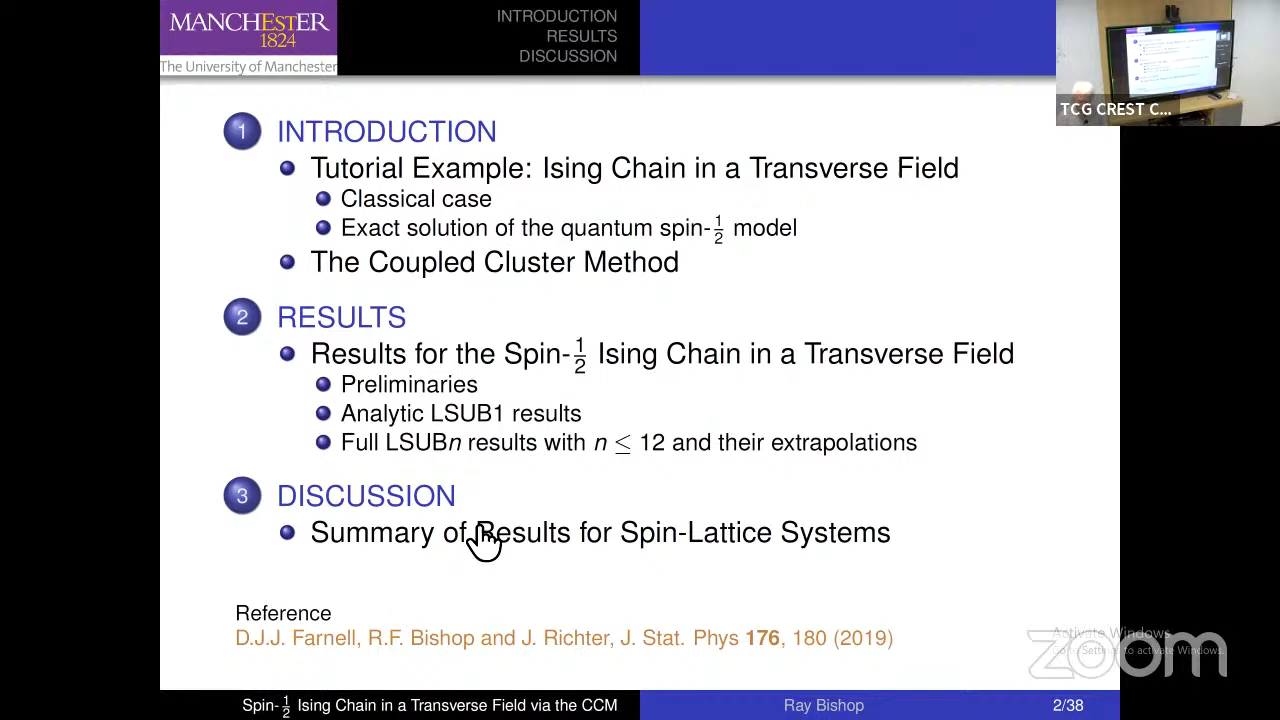 MANCHESTER
1824
The University of Manchester
INTRODUCTION
RESULTS
DISCUSSION
TCG CREST C...
1 INTRODUCTION
Tutorial Example: Ising Chain in a Transverse Field
Classical case
Exact solution of the quantum spin-1/2 model
The Coupled Cluster Method
2 RESULTS
Results for the Spin-1/2 Ising Chain in a Transverse Field
Preliminaries
Analytic LSUB1 results
Full LSUBn results with n ≤ 12 and their extrapolations
3 DISCUSSION
Summary of Results for Spin-Lattice Systems
Reference
D.J.J. Farnell, R.F. Bishop and J. Richter, J. Stat. Phys 176, 180 (2019)
Activate Windows
Go to Settings to activate Windows.
zoom
Spin-1/2 Ising Chain in a Transverse Field via the CCM
Ray Bishop
2/38